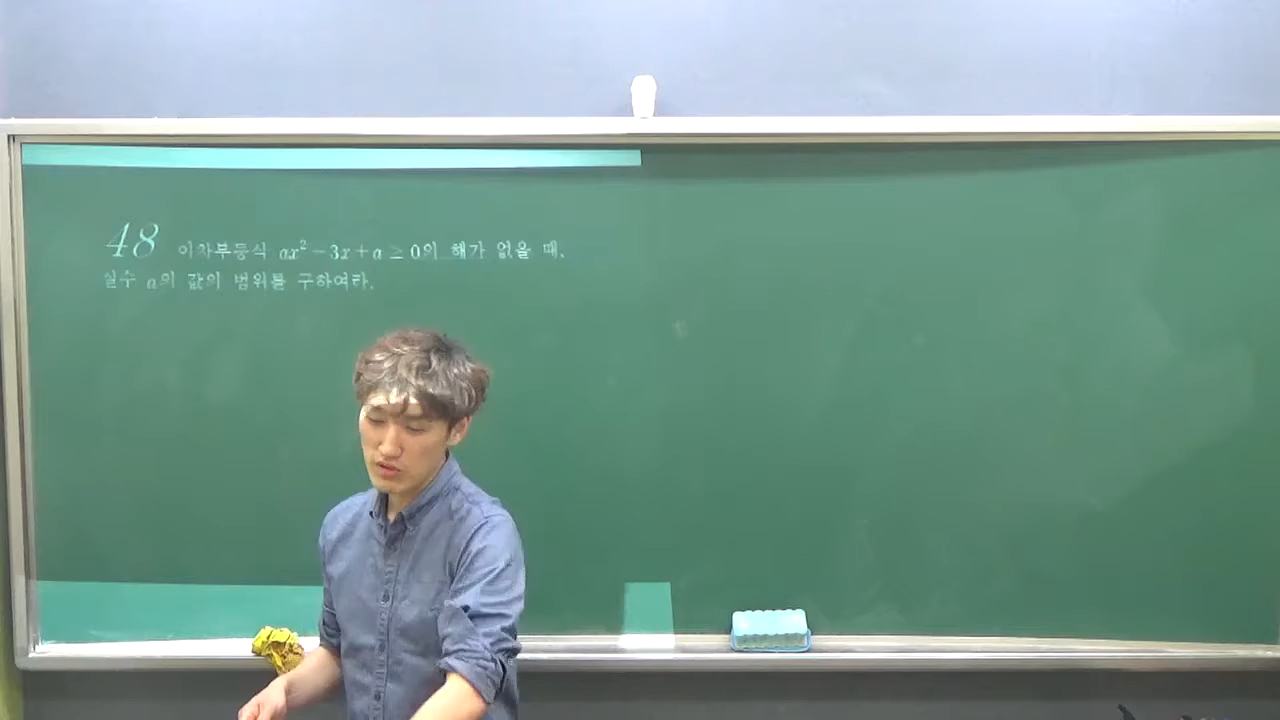 48 이차부등식 ax² − 3x + a ≥ 0의 해가 없을 때,
실수 a의 값의 범위를 구하여라.